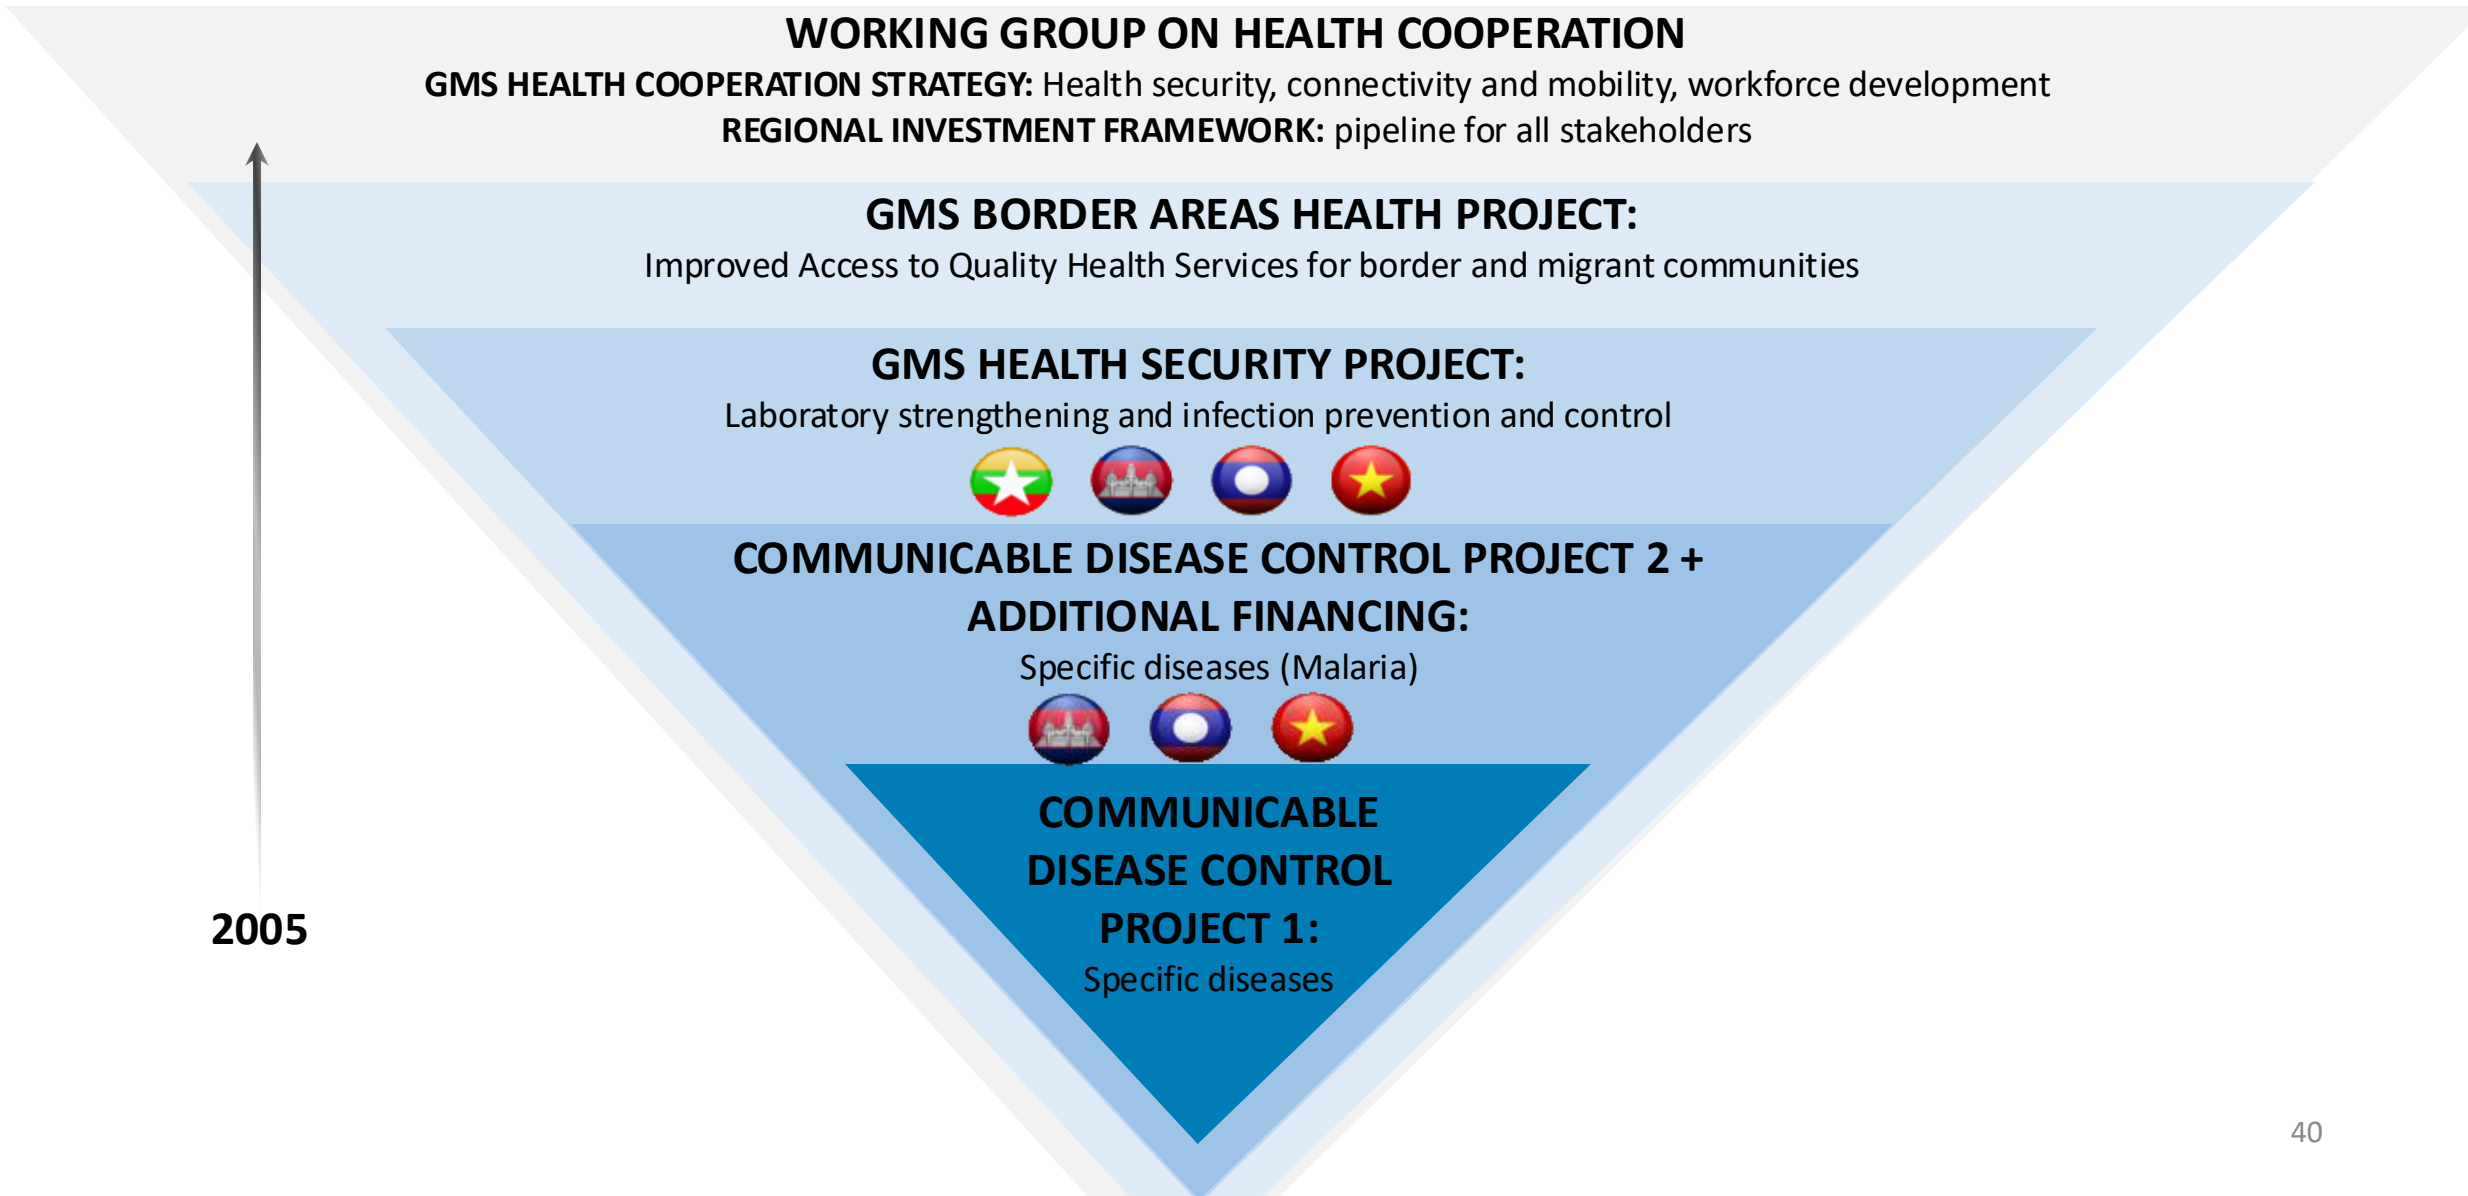 WORKING GROUP ON HEALTH COOPERATION
GMS HEALTH COOPERATION STRATEGY: Health security, connectivity and mobility, workforce development
REGIONAL INVESTMENT FRAMEWORK: pipeline for all stakeholders
GMS BORDER AREAS HEALTH PROJECT:
Improved Access to Quality Health Services for border and migrant communities
GMS HEALTH SECURITY PROJECT:
Laboratory strengthening and infection prevention and control
COMMUNICABLE DISEASE CONTROL PROJECT 2 +
ADDITIONAL FINANCING:
Specific diseases (Malaria)
COMMUNICABLE
DISEASE CONTROL
PROJECT 1:
Specific diseases
2005
40